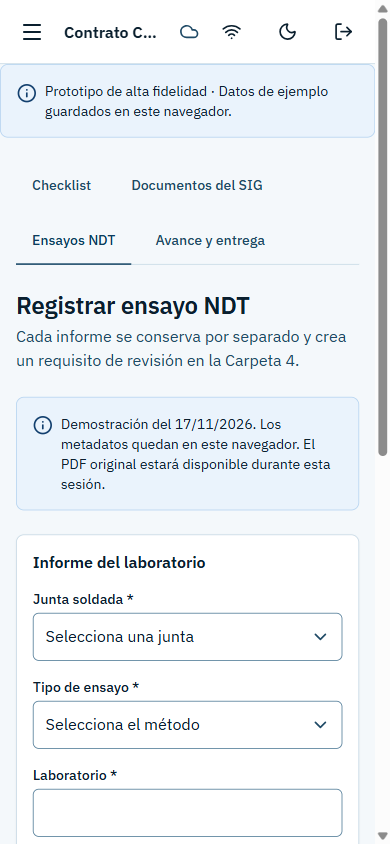 Contrato C...
Prototipo de alta fidelidad · Datos de ejemplo
guardados en este navegador.
Checklist
Documentos del SIG
Ensayos NDT
Avance y entrega
Registrar ensayo NDT
Cada informe se conserva por separado y crea
un requisito de revisión en la Carpeta 4.
Demostración del 17/11/2026. Los
metadatos quedan en este navegador. El
PDF original estará disponible durante esta
sesión.
Informe del laboratorio
Junta soldada *
Selecciona una junta
Tipo de ensayo *
Selecciona el método
Laboratorio *